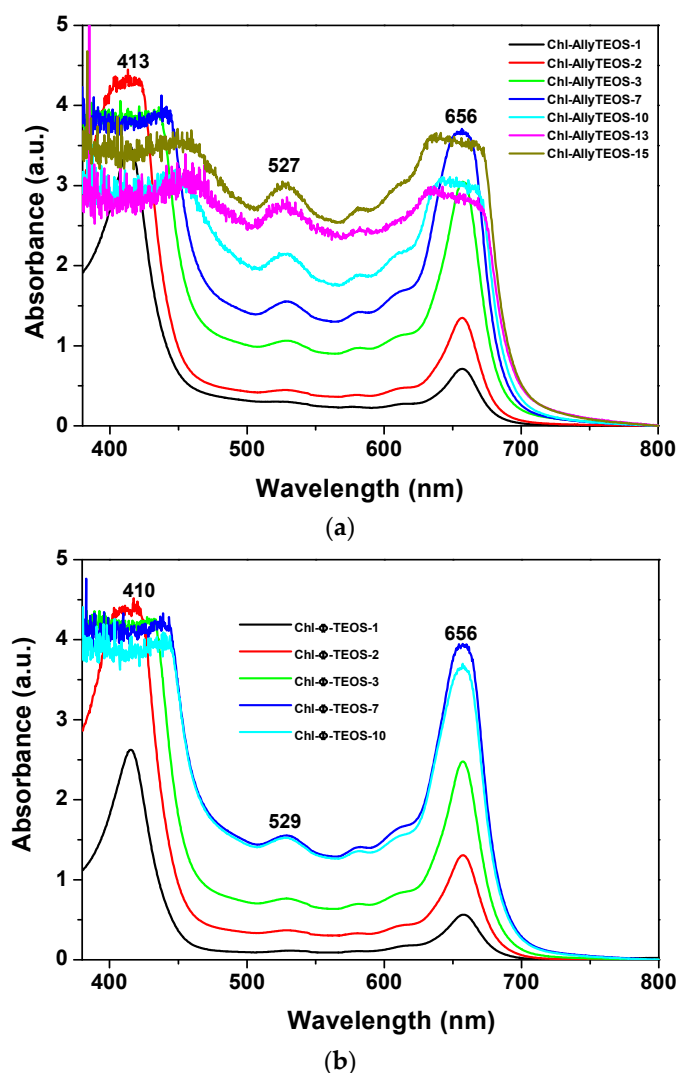 5
4
3
2
1
0
Absorbance (a.u.)
413
527
656
Chl-AllyTEOS-1
Chl-AllyTEOS-2
Chl-AllyTEOS-3
Chl-AllyTEOS-7
Chl-AllyTEOS-10
Chl-AllyTEOS-13
Chl-AllyTEOS-15
400 500 600 700 800
Wavelength (nm)
(a)
5
4
3
2
1
0
Absorbance (a.u.)
410
529
656
Chl-Φ-TEOS-1
Chl-Φ-TEOS-2
Chl-Φ-TEOS-3
Chl-Φ-TEOS-7
Chl-Φ-TEOS-10
400 500 600 700 800
Wavelength (nm)
(b)